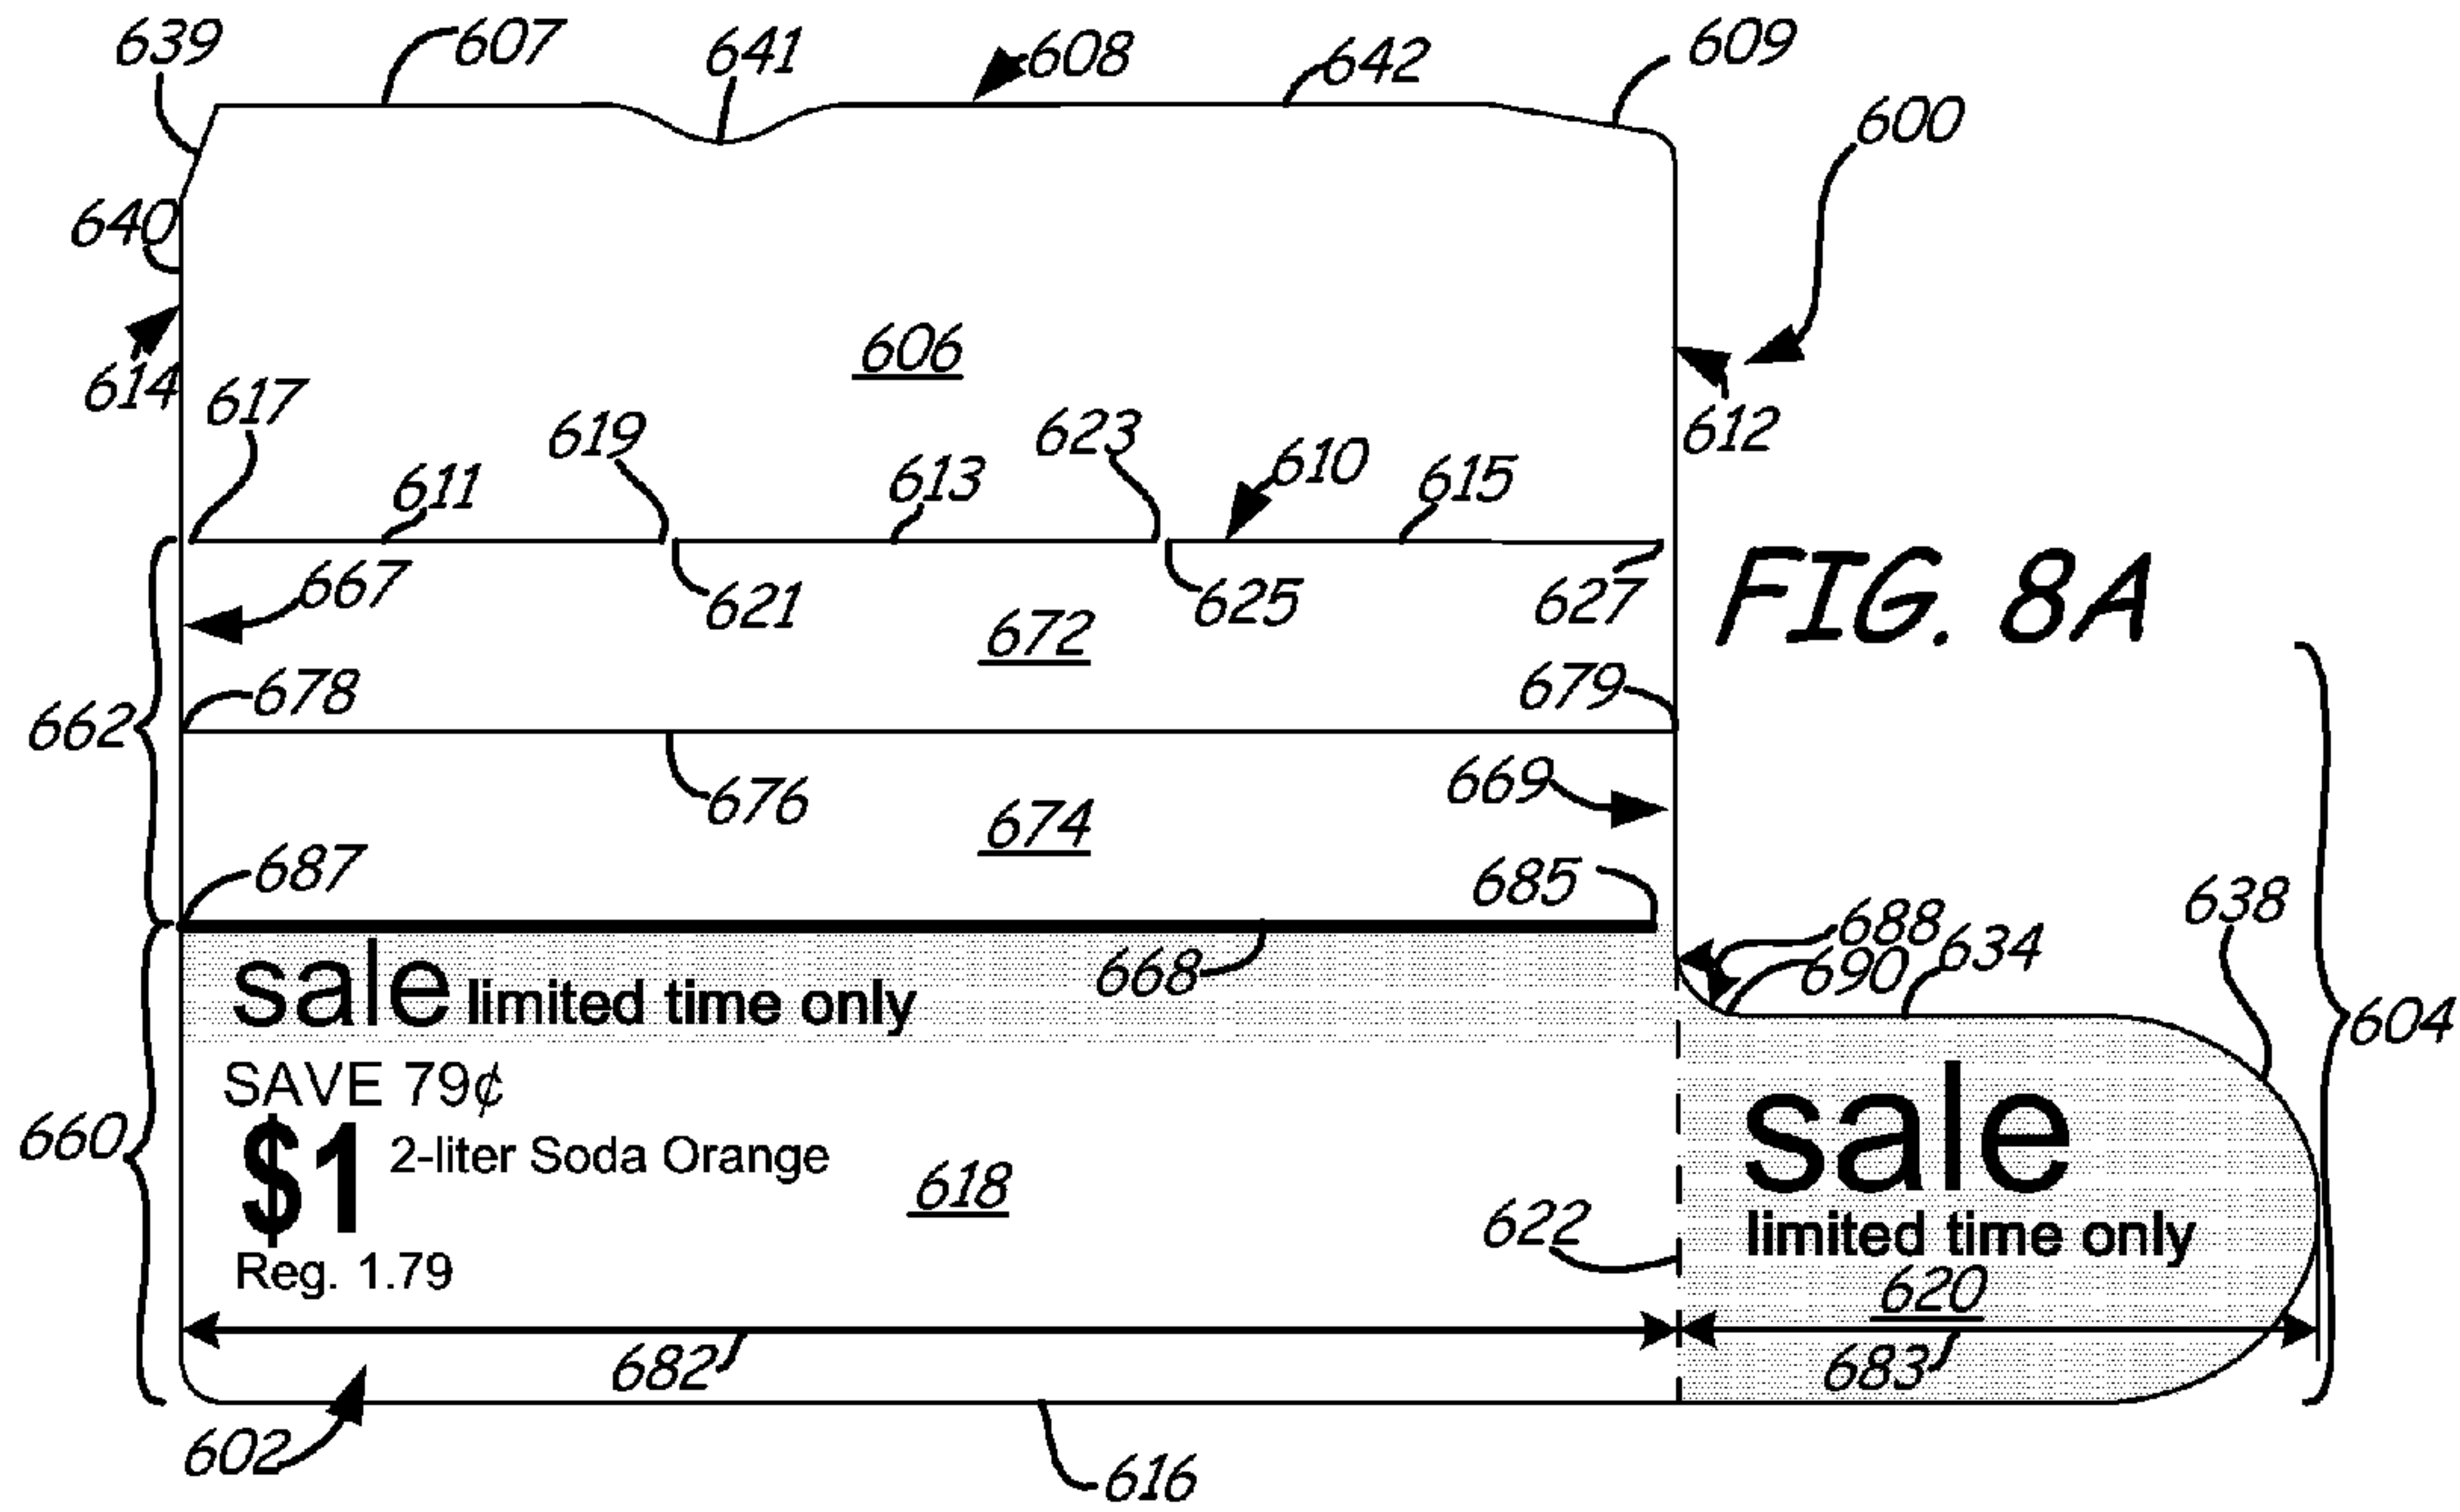 639 607 641 608 642 609
600
640
606
614 617 619 623 612
611 613 610 615
667 621 625 627 FIG. 8A
672
678 679
662
676 669
674
687 685
668 688 634 638
690
sale limited time only
604
SAVE 79¢
sale
660 $1 2-liter Soda Orange
618 622 limited time only
Reg. 1.79
620
682 683
602
616